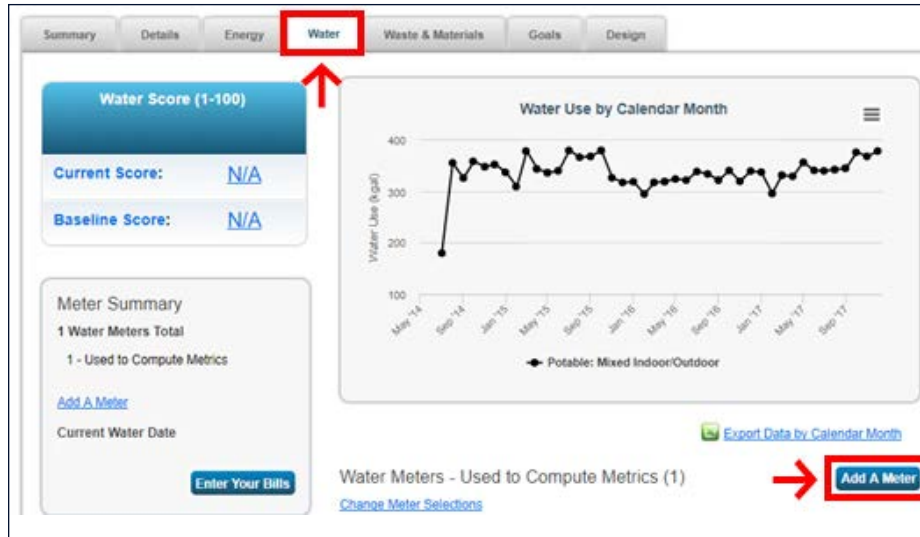 Summary Details Energy Water Waste & Materials Goals Design
Water Score (1-100)
Current Score: N/A
Baseline Score: N/A
Meter Summary
1 Water Meters Total
1 - Used to Compute Metrics
Add A Meter
Current Water Date
Enter Your Bills
Water Use by Calendar Month
Water Use (kgal)
400
300
200
100
May '14 Sep '14 Jan '15 May '15 Sep '15 Jan '16 May '16 Sep '16 Jan '17 May '17 Sep '17
Potable: Mixed Indoor/Outdoor
Export Data by Calendar Month
Water Meters - Used to Compute Metrics (1)
Add A Meter
Change Meter Selections